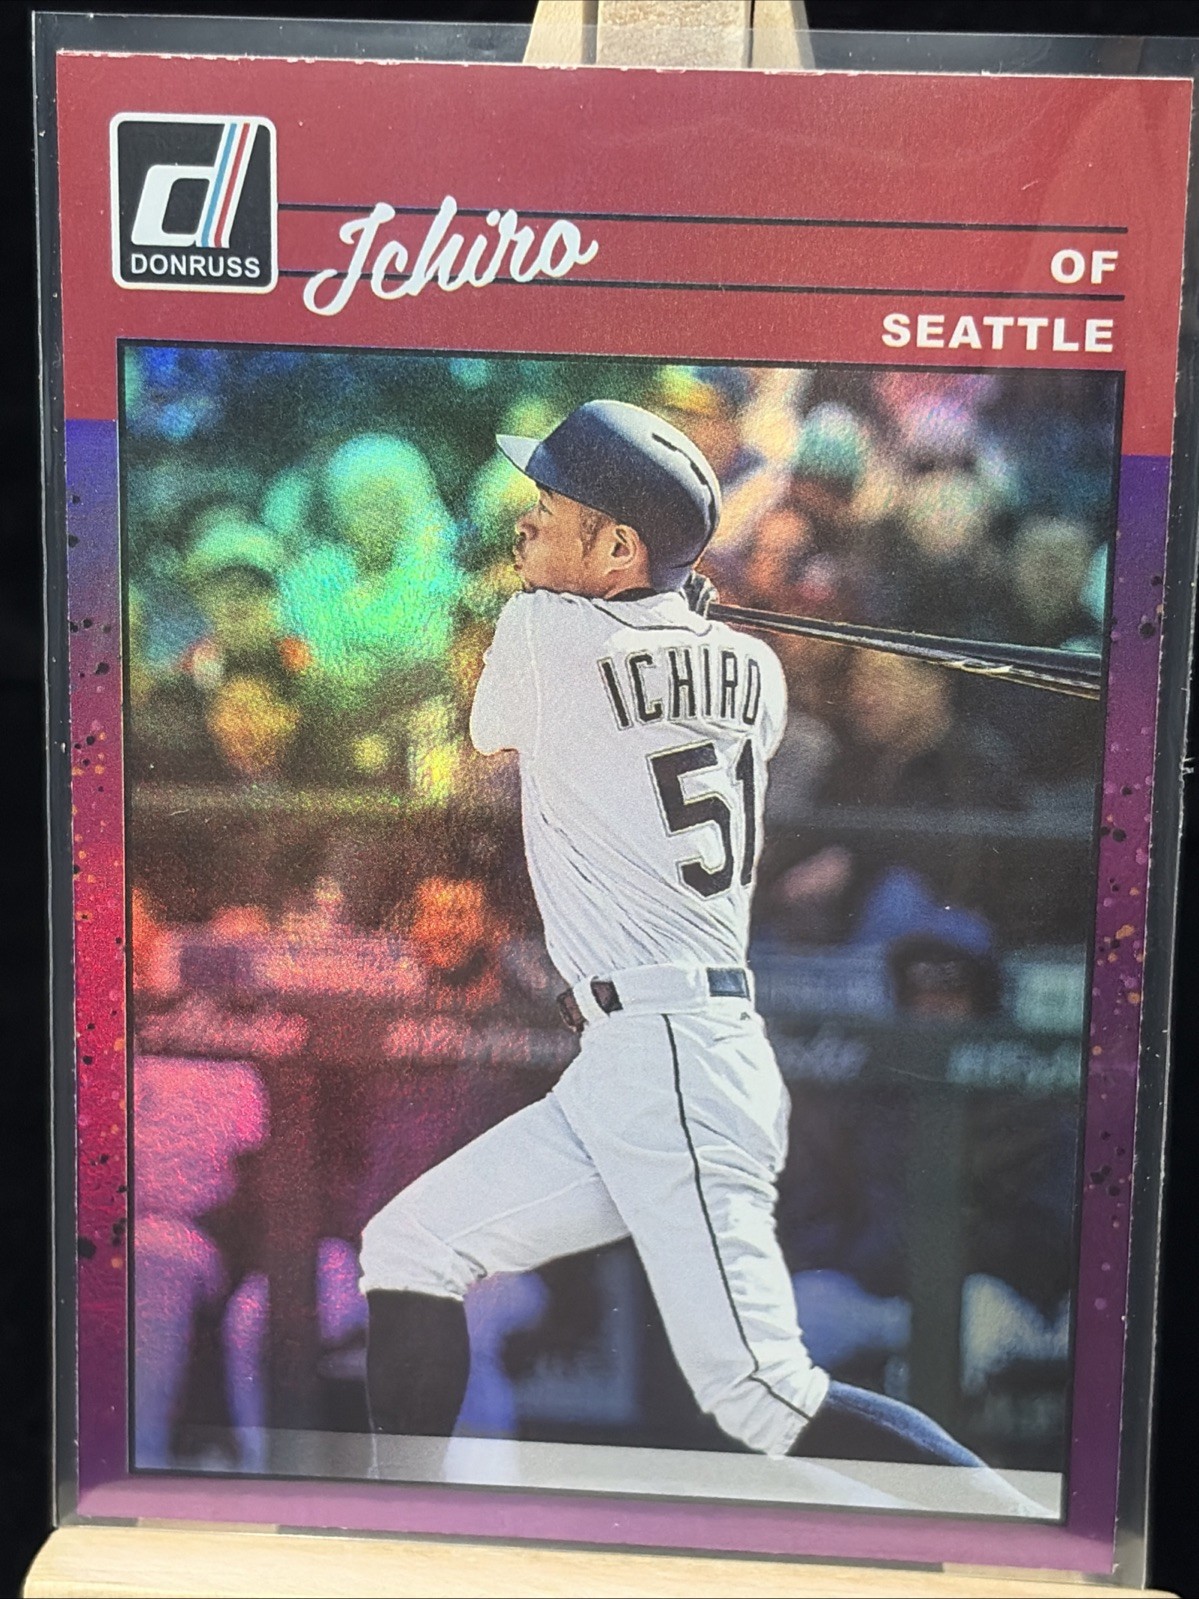 d
DONRUSS
Ichiro
OF
SEATTLE
ICHIRO
51